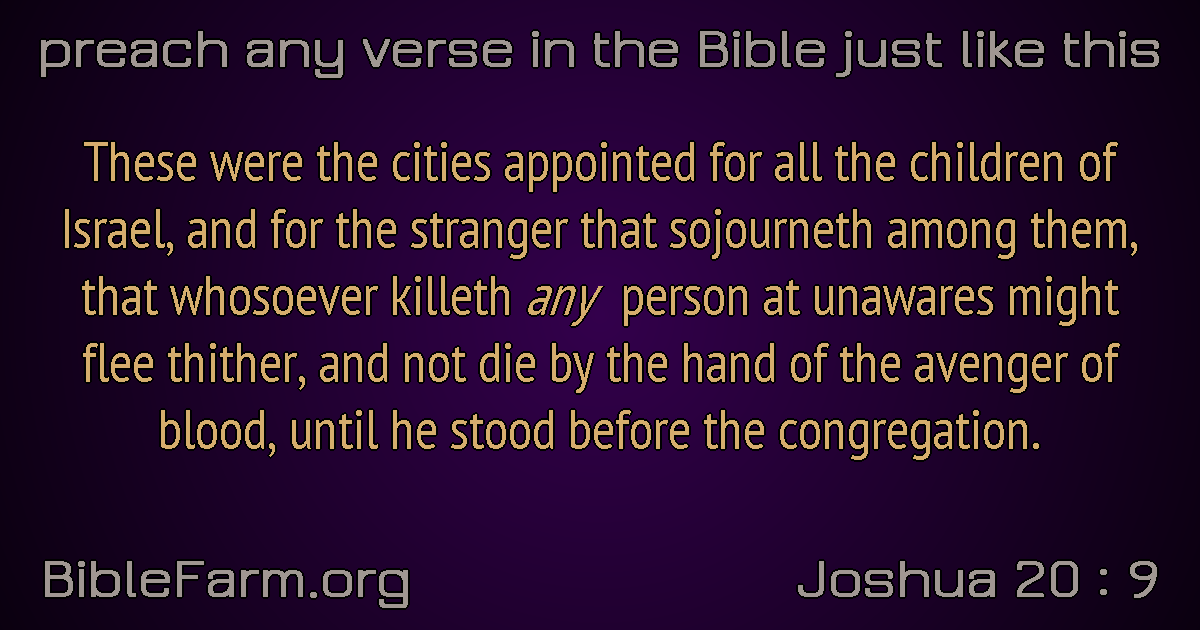 preach any verse in the Bible just like this
These were the cities appointed for all the children of
Israel, and for the stranger that sojourneth among them,
that whosoever killeth any person at unawares might
flee thither, and not die by the hand of the avenger of
blood, until he stood before the congregation.
BibleFarm.org
Joshua 20 : 9